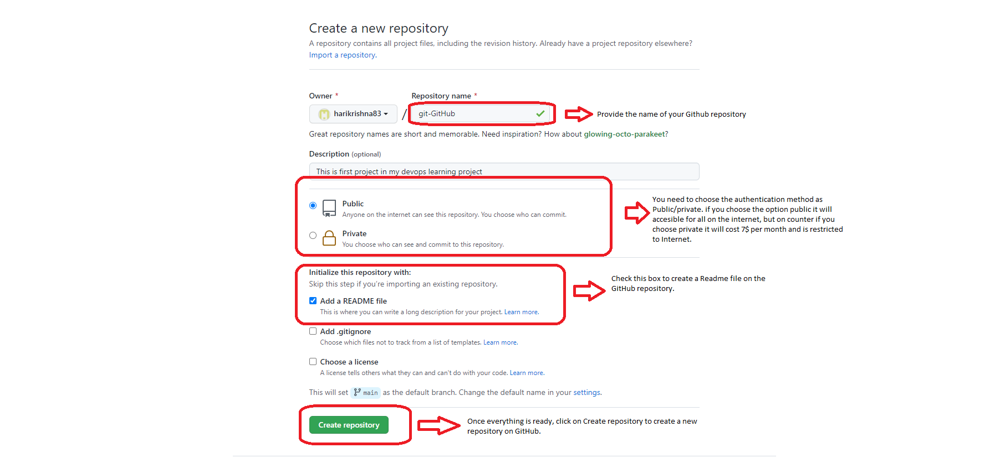 Create a new repository
A repository contains all project files, including the revision history. Already have a project repository elsewhere?
Import a repository.
Owner *
Repository name *
harikrishna83
/
git-GitHub
Provide the name of your Github repository
Great repository names are short and memorable. Need inspiration? How about glowing-octo-parakeet?
Description (optional)
This is first project in my devops learning project
Public
Anyone on the internet can see this repository. You choose who can commit.
Private
You choose who can see and commit to this repository.
You need to choose the authentication method as
Public/private. if you choose the option public it will
accesible for all on the internet, but on counter if you
choose private it will cost 7$ per month and is restricted
to Internet.
Initialize this repository with:
Skip this step if you're importing an existing repository.
Add a README file
This is where you can write a long description for your project. Learn more.
Check this box to create a Readme file on the
GitHub repository.
Add .gitignore
Choose which files not to track from a list of templates. Learn more.
Choose a license
A license tells others what they can and can't do with your code. Learn more.
This will set main as the default branch. Change the default name in your settings.
Create repository
Once everything is ready, click on Create repository to create a new
repository on GitHub.